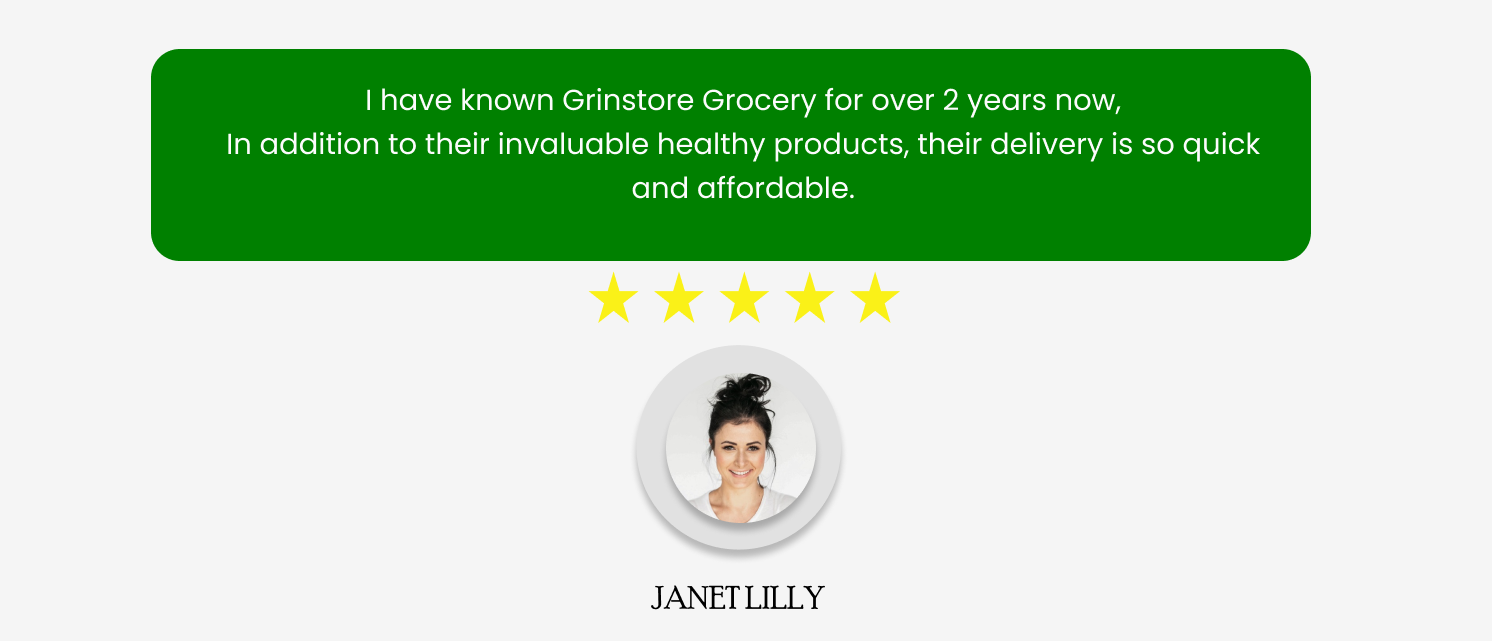 I have known Grinstore Grocery for over 2 years now,
In addition to their invaluable healthy products, their delivery is so quick
and affordable.
JANET LILLY